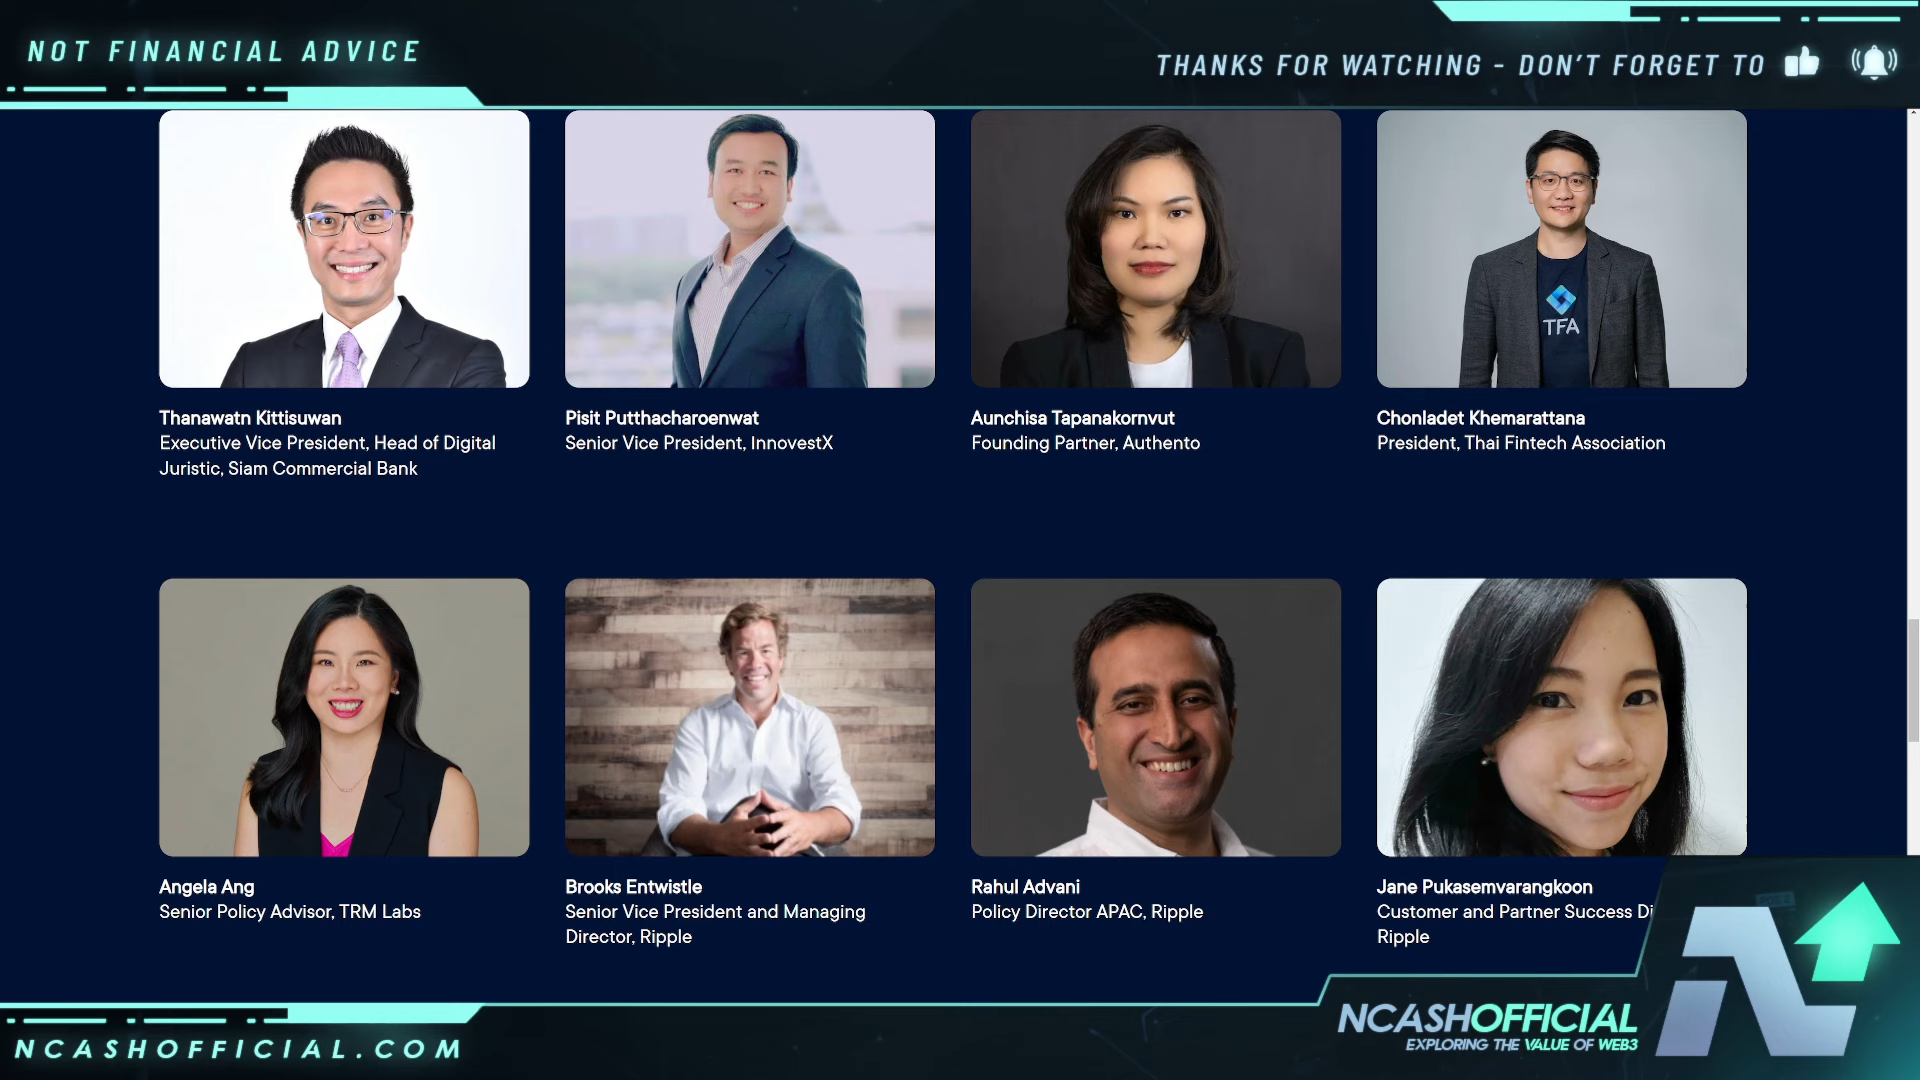 NOT FINANCIAL ADVICE
THANKS FOR WATCHING - DON'T FORGET TO
TFA
Thanawatn Kittisuwan
Executive Vice President, Head of Digital
Juristic, Siam Commercial Bank
Pisit Putthacharoenwat
Senior Vice President, InnovestX
Aunchisa Tapanakornvut
Founding Partner, Authento
Chonladet Khemarattana
President, Thai Fintech Association
Angela Ang
Senior Policy Advisor, TRM Labs
Brooks Entwistle
Senior Vice President and Managing
Director, Ripple
Rahul Advani
Policy Director APAC, Ripple
Jane Pukasemvarangkoon
Customer and Partner Success Di
Ripple
NCASHOFFICIAL
EXPLORING THE VALUE OF WEB3
NCASHOFFICIAL.COM